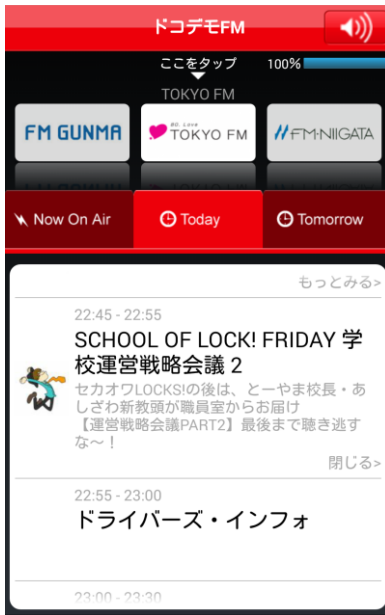 ドコデモFM
ここをタップ 100%
TOKYO FM
FM GUNMA
80. Love
TOKYO FM
FM-NIIGATA
Now On Air
Today
Tomorrow
もっとみる>
22:45 - 22:55
SCHOOL OF LOCK! FRIDAY 学
校運営戦略会議 2
セカオワLOCKS!の後は、とーやま校長・あ
しざわ新教頭が職員室からお届け
【運営戦略会議PART2】最後まで聴き逃す
な～！
閉じる>
22:55 - 23:00
ドライバーズ・インフォ
23:00 - 23:30